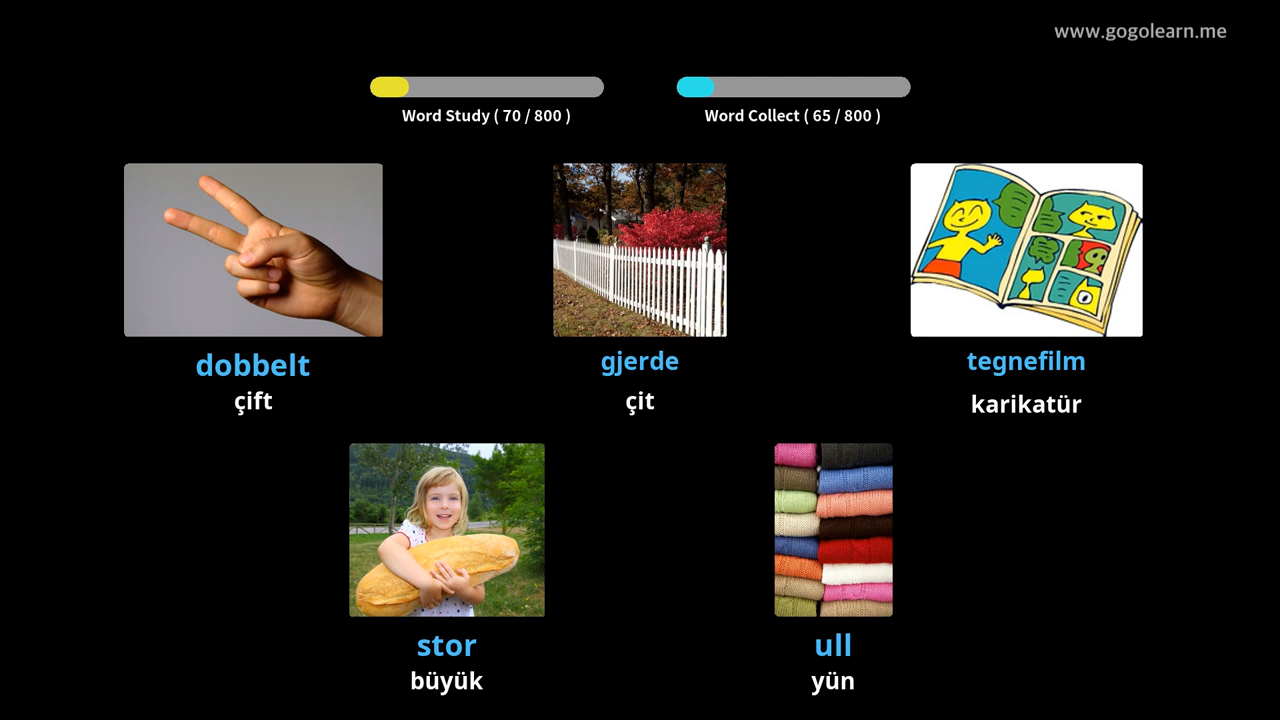 www.gogolearn.me
Word Study ( 70 / 800 )
Word Collect ( 65 / 800 )
dobbelt
çift
gjerde
çit
tegnefilm
karikatür
stor
büyük
ull
yün